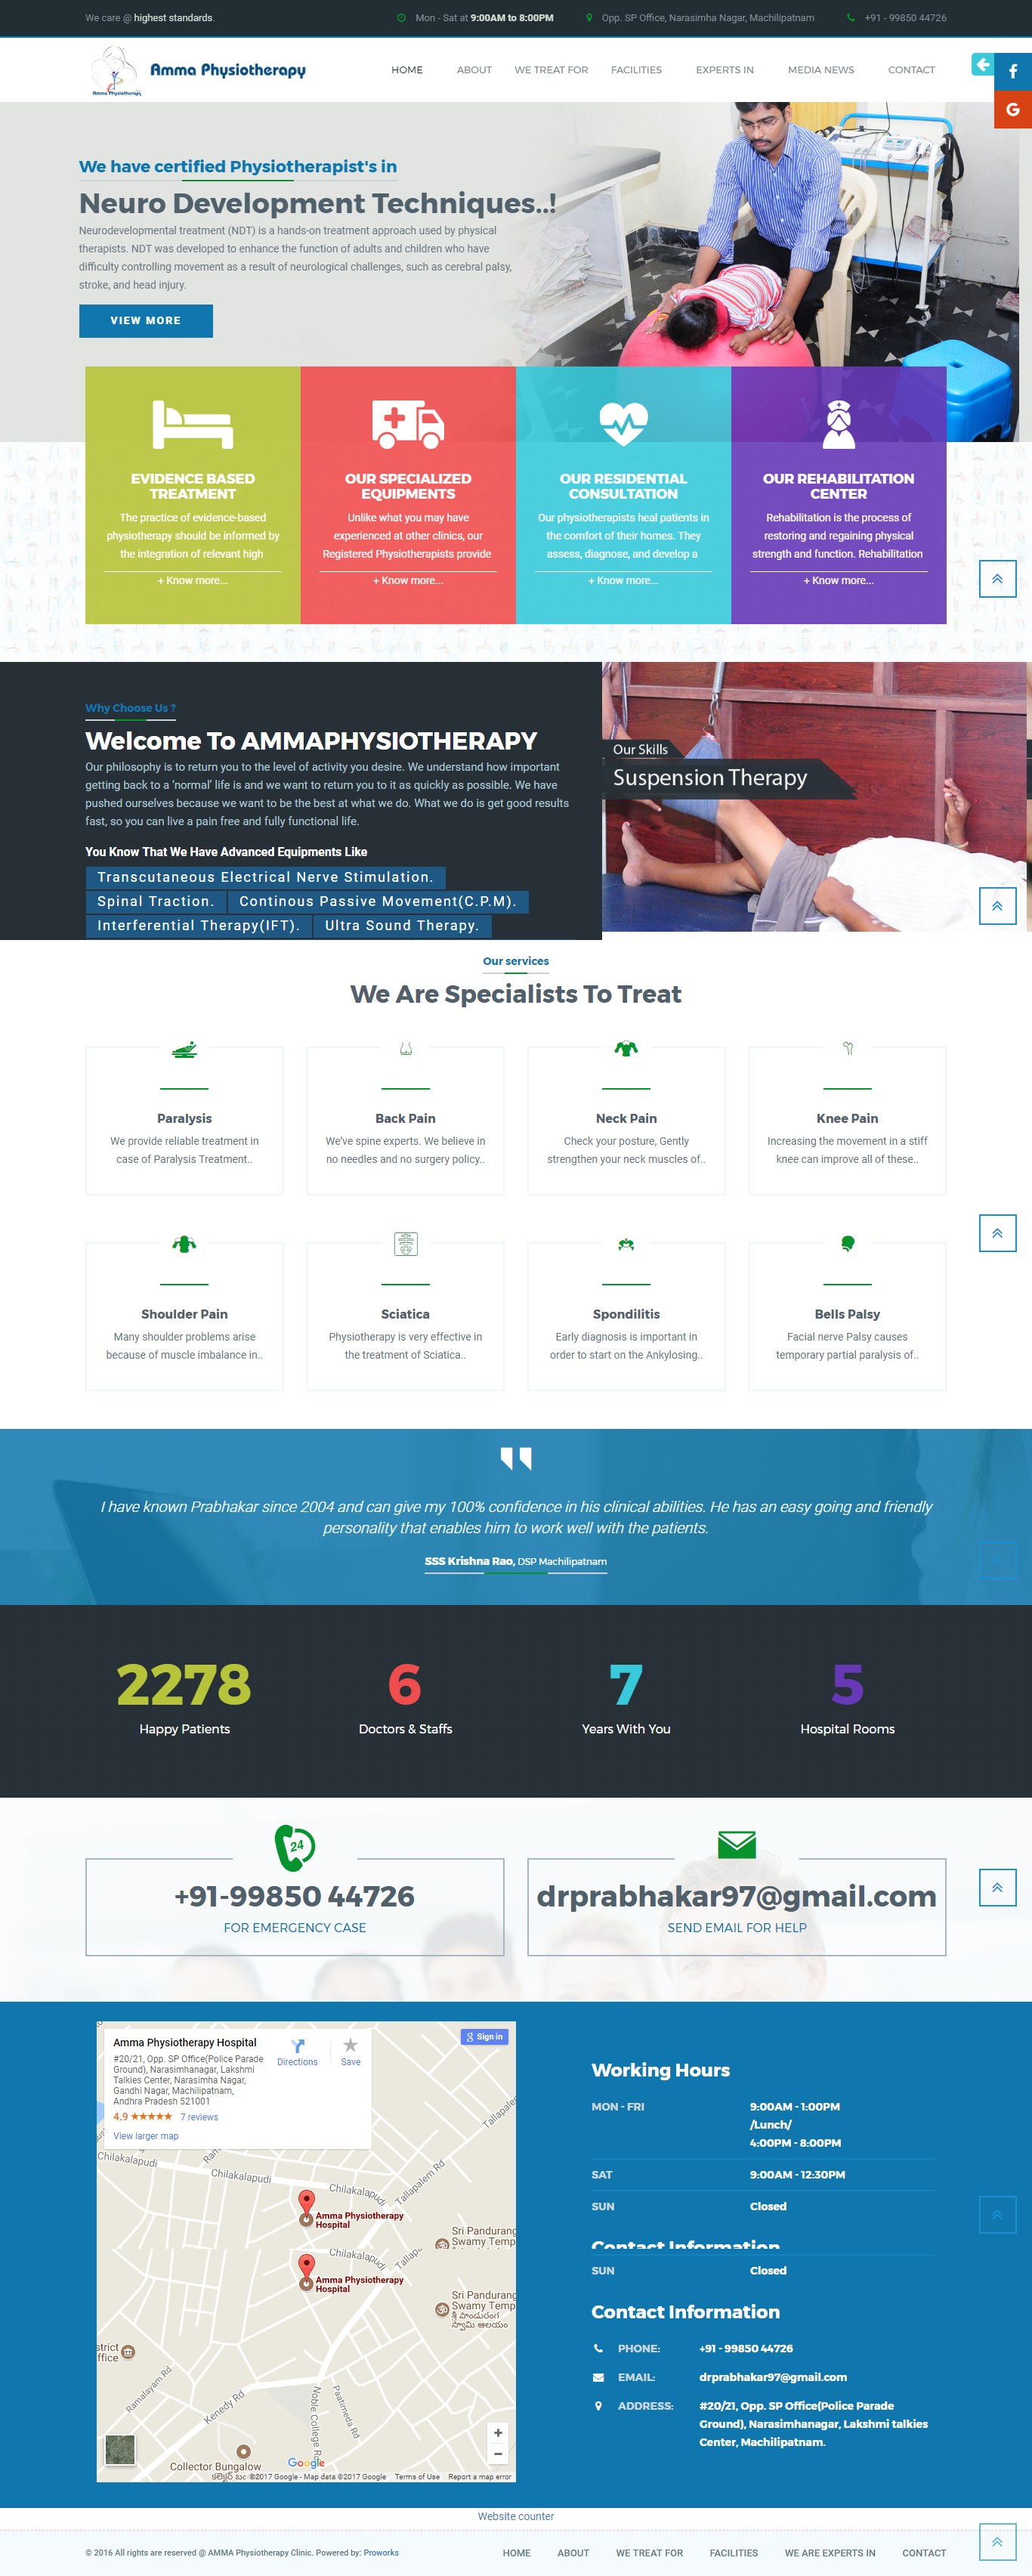 We care @ highest standards.
Mon - Sat at 9:00AM to 8:00PM
Opp. SP Office, Narasimha Nagar, Machilipatnam
+91 - 99850 44726
Amma Physiotherapy
Amma Physiotherapy
HOME
ABOUT
WE TREAT FOR
FACILITIES
EXPERTS IN
MEDIA NEWS
CONTACT
We have certified Physiotherapist's in
Neuro Development Techniques..!
Neurodevelopmental treatment (NDT) is a hands-on treatment approach used by physical
therapists. NDT was developed to enhance the function of adults and children who have
difficulty controlling movement as a result of neurological challenges, such as cerebral palsy,
stroke, and head injury.
VIEW MORE
EVIDENCE BASED
TREATMENT
The practice of evidence-based
physiotherapy should be informed by
the integration of relevant high
+ Know more...
OUR SPECIALIZED
EQUIPMENTS
Unlike what you may have
experienced at other clinics, our
Registered Physiotherapists provide
+ Know more...
OUR RESIDENTIAL
CONSULTATION
Our physiotherapists heal patients in
the comfort of their homes. They
assess, diagnose, and develop a
+ Know more...
OUR REHABILITATION
CENTER
Rehabilitation is the process of
restoring and regaining physical
strength and function. Rehabilitation
+ Know more...
Why Choose Us ?
Welcome To AMMAPHYSIOTHERAPY
Our philosophy is to return you to the level of activity you desire. We understand how important
getting back to a 'normal' life is and we want to return you to it as quickly as possible. We have
pushed ourselves because we want to be the best at what we do. What we do is get good results
fast, so you can live a pain free and fully functional life.
You Know That We Have Advanced Equipments Like
Transcutaneous Electrical Nerve Stimulation.
Spinal Traction.
Continous Passive Movement(C.P.M).
Interferential Therapy(IFT).
Ultra Sound Therapy.
Our Skills
Suspension Therapy
Our services
We Are Specialists To Treat
Paralysis
We provide reliable treatment in
case of Paralysis Treatment..
Back Pain
We've spine experts. We believe in
no needles and no surgery policy..
Neck Pain
Check your posture, Gently
strengthen your neck muscles of..
Knee Pain
Increasing the movement in a stiff
knee can improve all of these..
Shoulder Pain
Many shoulder problems arise
because of muscle imbalance in..
Sciatica
Physiotherapy is very effective in
the treatment of Sciatica..
Spondilitis
Early diagnosis is important in
order to start on the Ankylosing..
Bells Palsy
Facial nerve Palsy causes
temporary partial paralysis of..
I have known Prabhakar since 2004 and can give my 100% confidence in his clinical abilities. He has an easy going and friendly
personality that enables him to work well with the patients.
SSS Krishna Rao, DSP Machilipatnam
2278
Happy Patients
6
Doctors & Staffs
7
Years With You
5
Hospital Rooms
24
+91-99850 44726
FOR EMERGENCY CASE
drprabhakar97@gmail.com
SEND EMAIL FOR HELP
Amma Physiotherapy Hospital
#20/21, Opp. SP Office(Police Parade
Ground), Narasimhanagar, Lakshmi
Talkies Center, Narasimha Nagar,
Gandhi Nagar, Machilipatnam,
Andhra Pradesh 521001
4.9 ★★★★★ 7 reviews
View larger map
Directions
Save
Sign in
Chilakalapudi
Chilakalapudi
Chilakalapudi
Tallapalem Rd
Tallapale
Ram
Amma Physiotherapy
Hospital
Sri Pandurang
Swamy Temp
Chilakalapudi
Tallapa
Amma Physiotherapy
Hospital
Sri Pandurang
Swamy Temp
శ్రీ పాండురంగ
స్వామి ఆలయం
strict
ffice
Ramalayam Rd
Kenedy Rd
Noble College Rd
Paatimeda Rd
Collector Bungalow
Google
©2017 Google - Map data ©2017 Google
Terms of Use
Report a map error
Working Hours
MON - FRI
9:00AM - 1:00PM
/Lunch/
4:00PM - 8:00PM
SAT
9:00AM - 12:30PM
SUN
Closed
Contact Information
SUN
Closed
Contact Information
PHONE:
+91 - 99850 44726
EMAIL:
drprabhakar97@gmail.com
ADDRESS:
#20/21, Opp. SP Office(Police Parade
Ground), Narasimhanagar, Lakshmi talkies
Center, Machilipatnam.
Website counter
© 2016 All rights are reserved @ AMMA Physiotherapy Clinic. Powered by: Proworks
HOME
ABOUT
WE TREAT FOR
FACILITIES
WE ARE EXPERTS IN
CONTACT